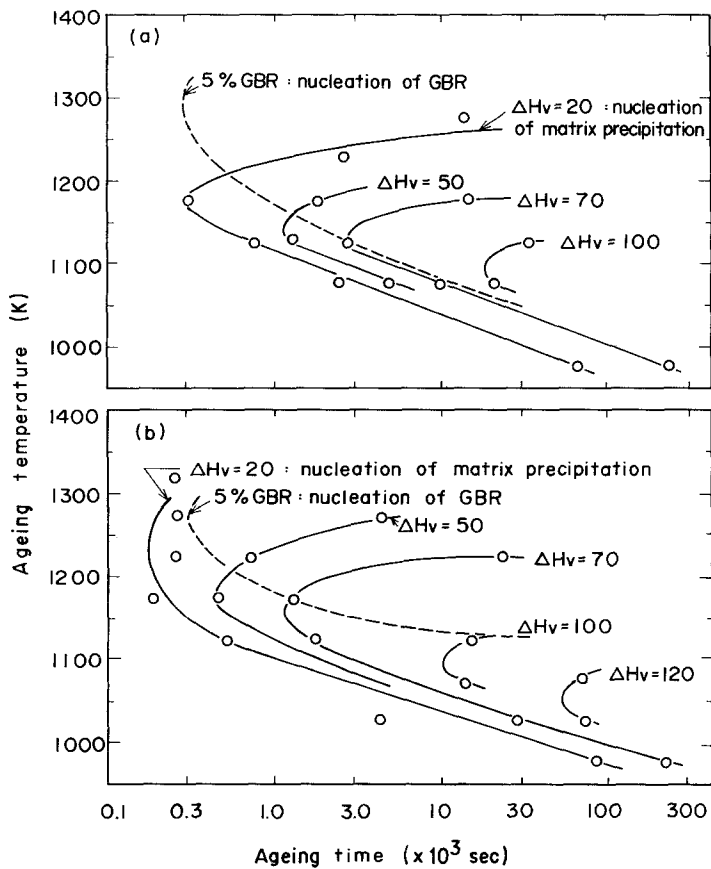 (a)
5% GBR : nucleation of GBR
ΔHv = 20 : nucleation
of matrix precipitation
ΔHv = 50
ΔHv = 70
ΔHv = 100
1400
1300
1200
1100
1000
Ageing temperature (K)
(b)
ΔHv = 20 : nucleation of matrix precipitation
5% GBR : nucleation of GBR
ΔHv = 50
ΔHv = 70
ΔHv = 100
ΔHv = 120
1400
1300
1200
1100
1000
0.1 0.3 1.0 3.0 10 30 100 300
Ageing time (x 10³ sec)